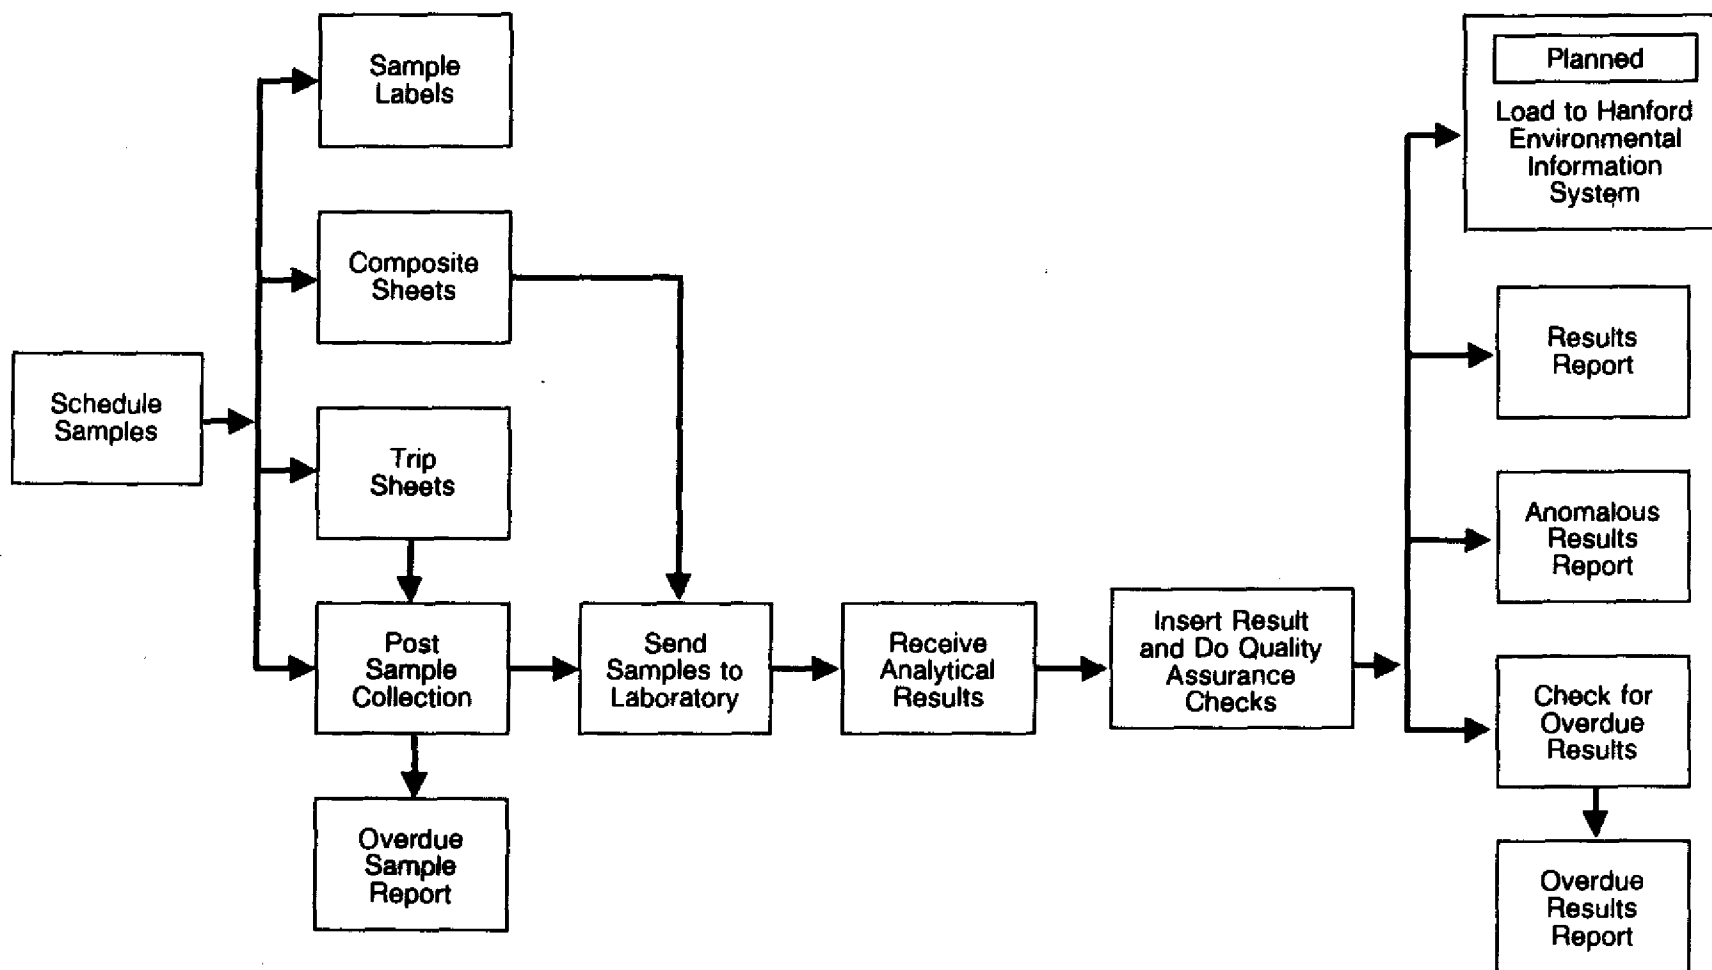 Sample
Labels
Composite
Sheets
Schedule
Samples
Trip
Sheets
Post
Sample
Collection
Overdue
Sample
Report
Send
Samples to
Laboratory
Receive
Analytical
Results
Insert Result
and Do Quality
Assurance
Checks
Planned
Load to Hanford
Environmental
Information
System
Results
Report
Anomalous
Results
Report
Check for
Overdue
Results
Overdue
Results
Report